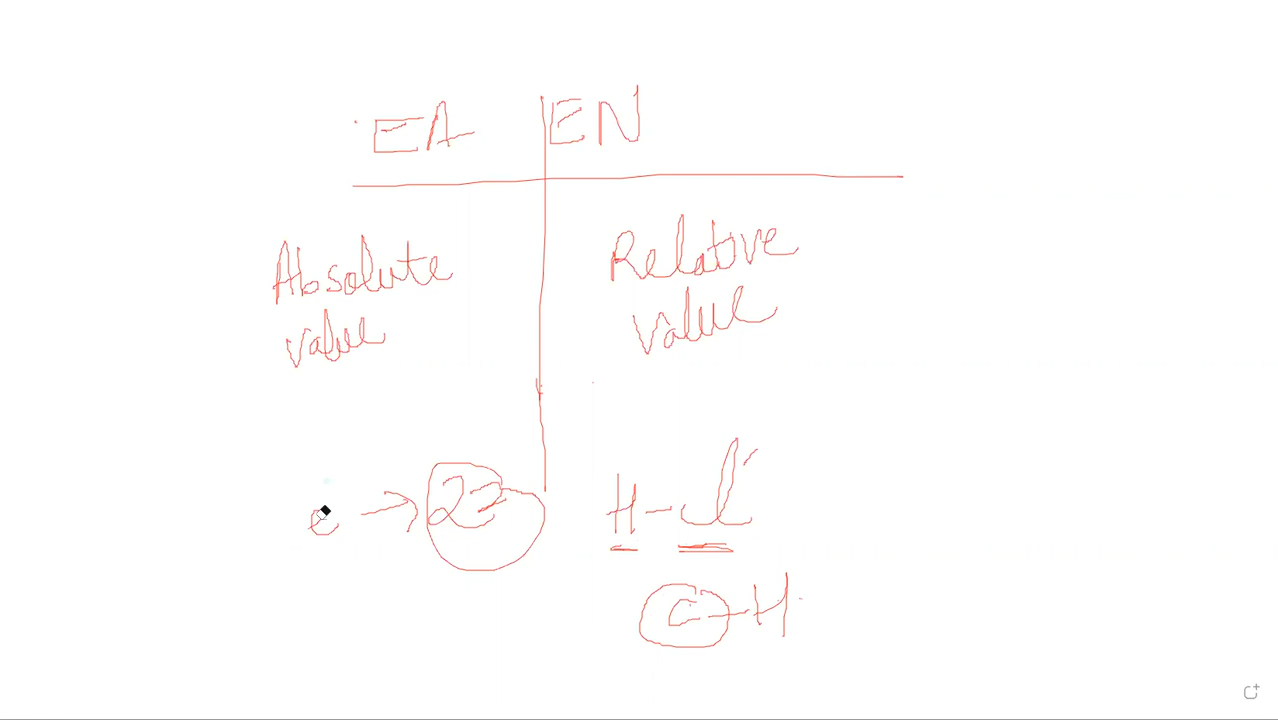 EA EN
Absolute value
Relative value
e → 23
H-Cl
C-H